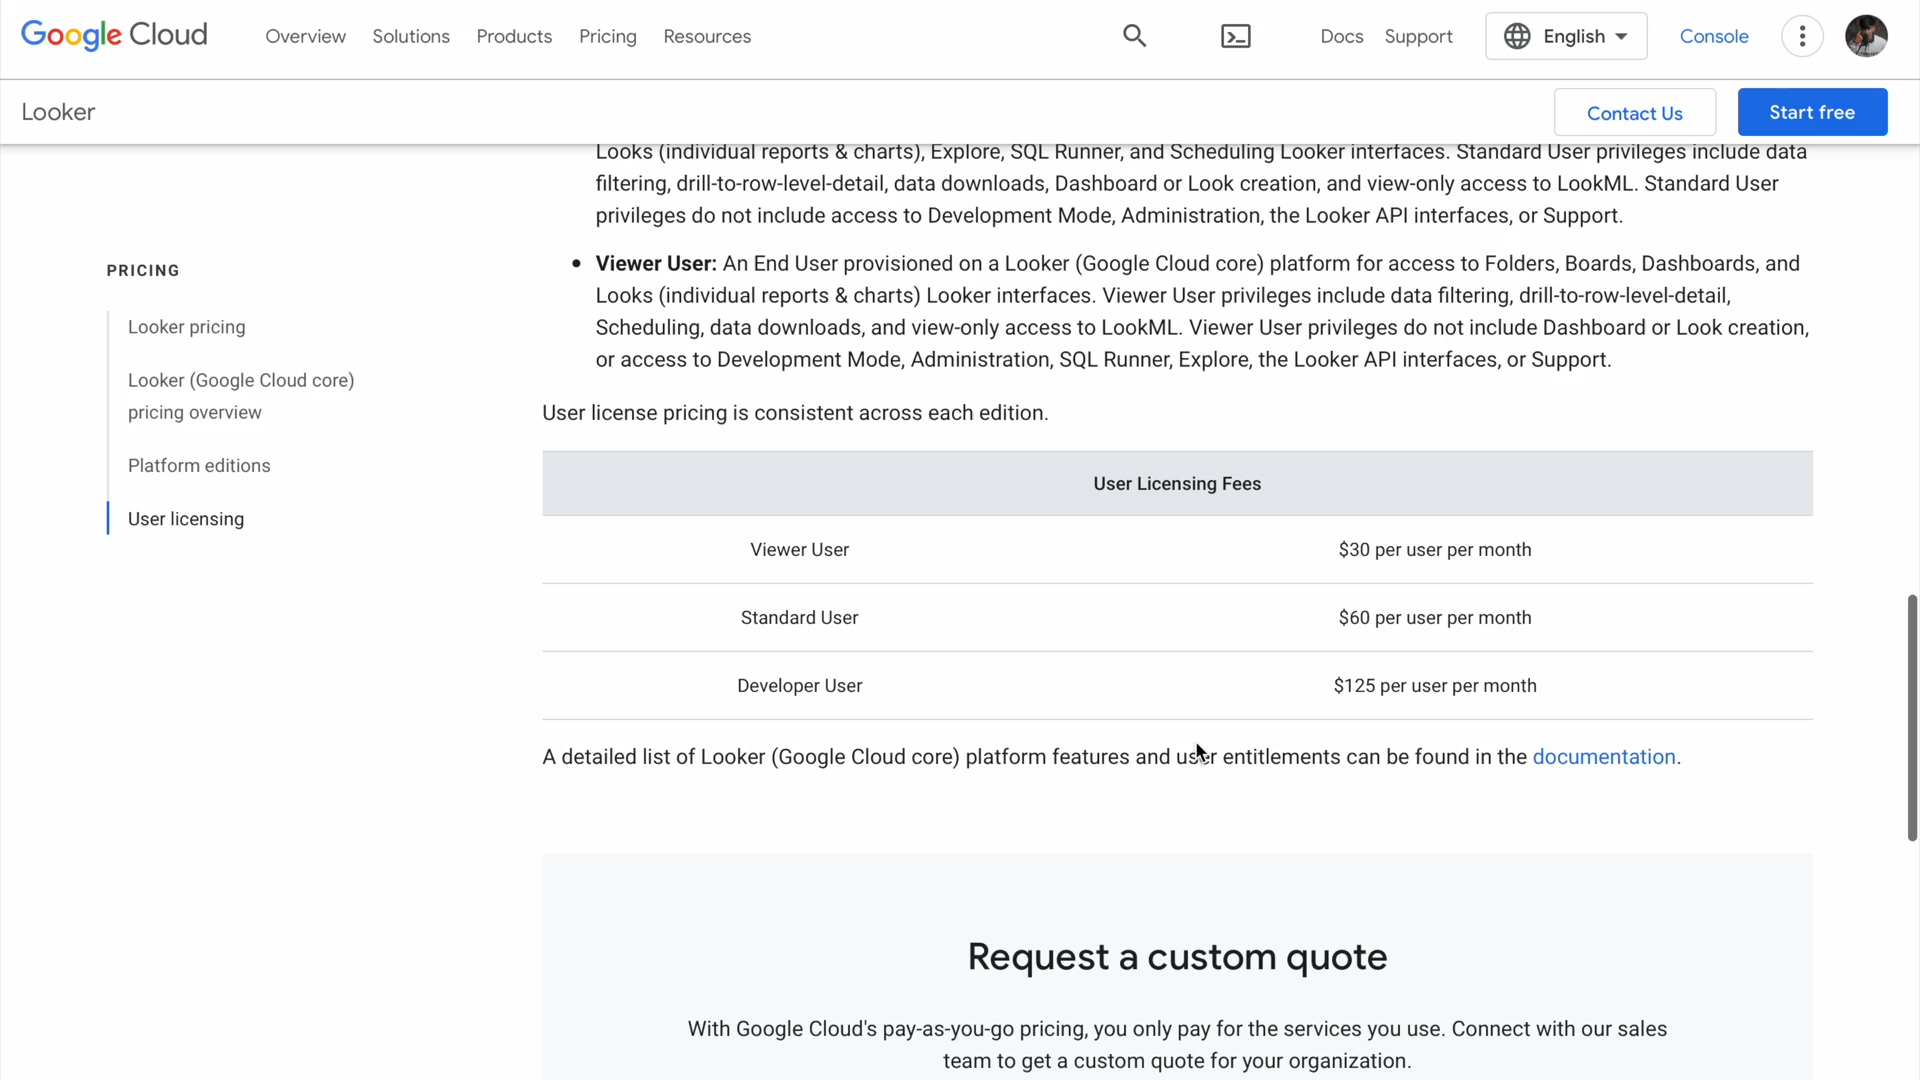 Google Cloud
Overview
Solutions
Products
Pricing
Resources
Docs
Support
English
Console
Looker
Contact Us
Start free
PRICING
Looker pricing
Looker (Google Cloud core)
pricing overview
Platform editions
User licensing
Looks (individual reports & charts), Explore, SQL Runner, and Scheduling Looker interfaces. Standard User privileges include data
filtering, drill-to-row-level-detail, data downloads, Dashboard or Look creation, and view-only access to LookML. Standard User
privileges do not include access to Development Mode, Administration, the Looker API interfaces, or Support.
• Viewer User: An End User provisioned on a Looker (Google Cloud core) platform for access to Folders, Boards, Dashboards, and
Looks (individual reports & charts) Looker interfaces. Viewer User privileges include data filtering, drill-to-row-level-detail,
Scheduling, data downloads, and view-only access to LookML. Viewer User privileges do not include Dashboard or Look creation,
or access to Development Mode, Administration, SQL Runner, Explore, the Looker API interfaces, or Support.
User license pricing is consistent across each edition.
User Licensing Fees
Viewer User $30 per user per month
Standard User $60 per user per month
Developer User $125 per user per month
A detailed list of Looker (Google Cloud core) platform features and user entitlements can be found in the documentation.
Request a custom quote
With Google Cloud's pay-as-you-go pricing, you only pay for the services you use. Connect with our sales
team to get a custom quote for your organization.